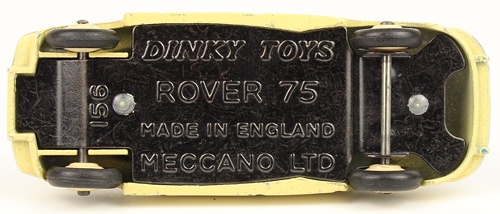 DINKY TOYS
ROVER 75
156
MADE IN ENGLAND
MECCANO LTD